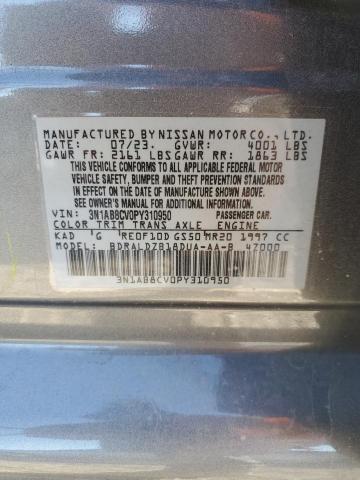 MANUFACTURED BY NISSAN MOTOR CO., LTD.
DATE: 07/23. GVWR: 4001 LBS
GAWR FR: 2161 LBS GAWR RR: 1863 LBS
THIS VEHICLE CONFORMS TO ALL APPLICABLE FEDERAL MOTOR
VEHICLE SAFETY, BUMPER AND THEFT PREVENTION STANDARDS
IN EFFECT ON THE DATE OF MANUFACTURE SHOWN ABOVE.
SEE OWNER'S MANUAL FOR ADDITIONAL INFORMATION.
VIN: 3N1AB8CV0PY310950 PASSENGER CAR.
COLOR TRIM TRANS AXLE ENGINE
KAD G RE0F10D GS50 MR20 1997 CC
MODEL: BDRALDZB18DUA-AA-B 47000
3N1AB8CV0PY310950